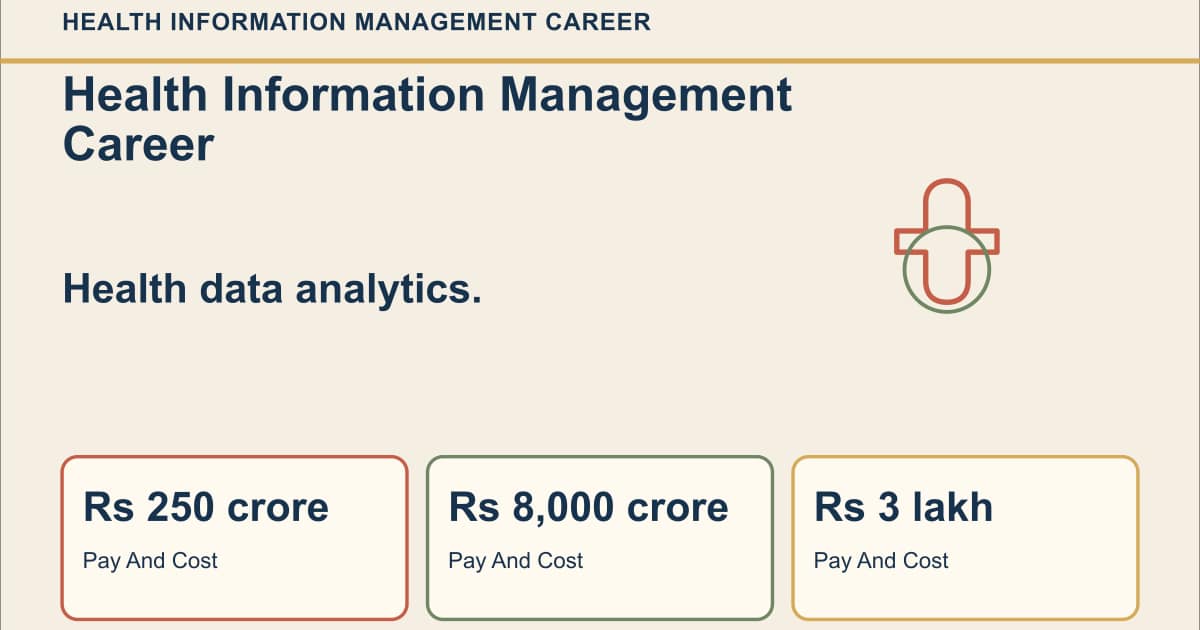 HEALTH INFORMATION MANAGEMENT CAREER
Health Information Management
Career
Health data analytics.
Rs 250 crore
Pay And Cost
Rs 8,000 crore
Pay And Cost
Rs 3 lakh
Pay And Cost